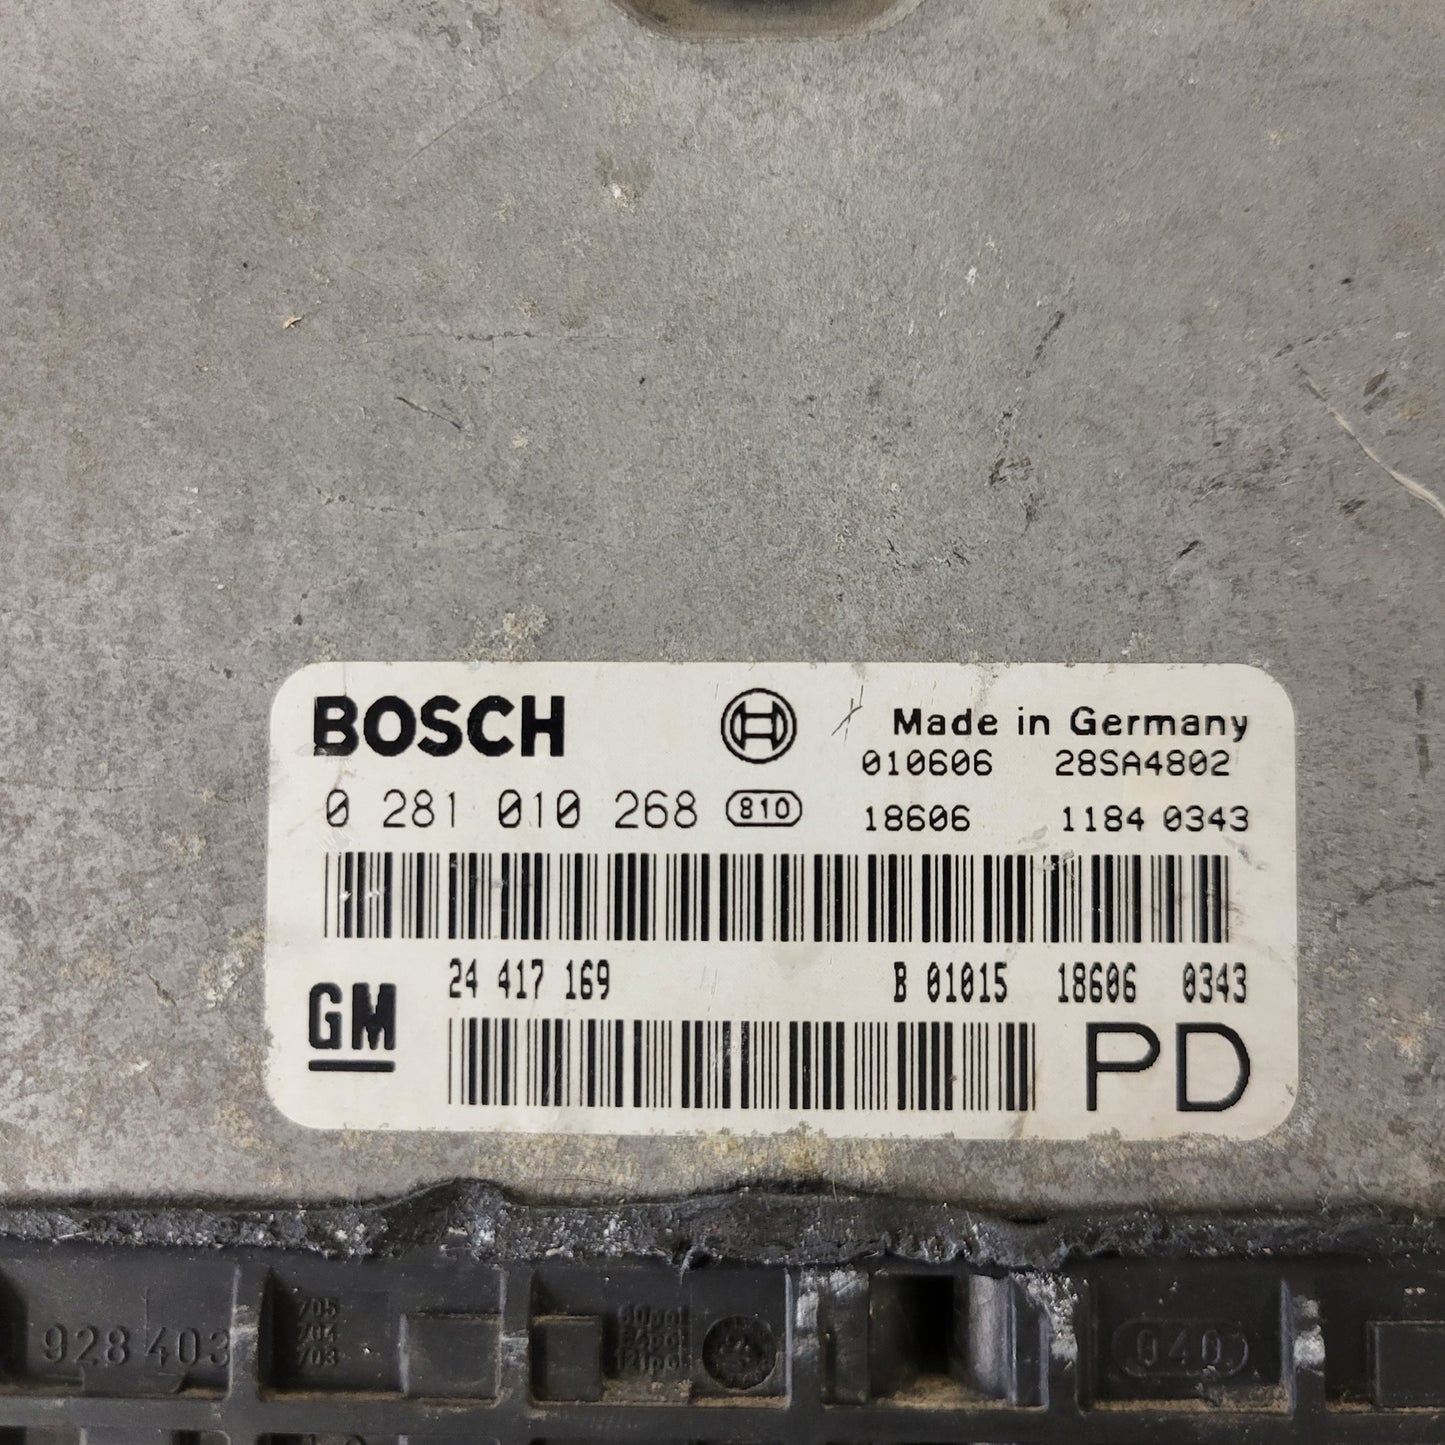 BOSCH
Made in Germany
010606 28SA4802
0 281 010 268 810 18606 1184 0343
24 417 169 B 01015 18606 0343
GM
PD
928 403
705
704
703
60pol
121pol
040